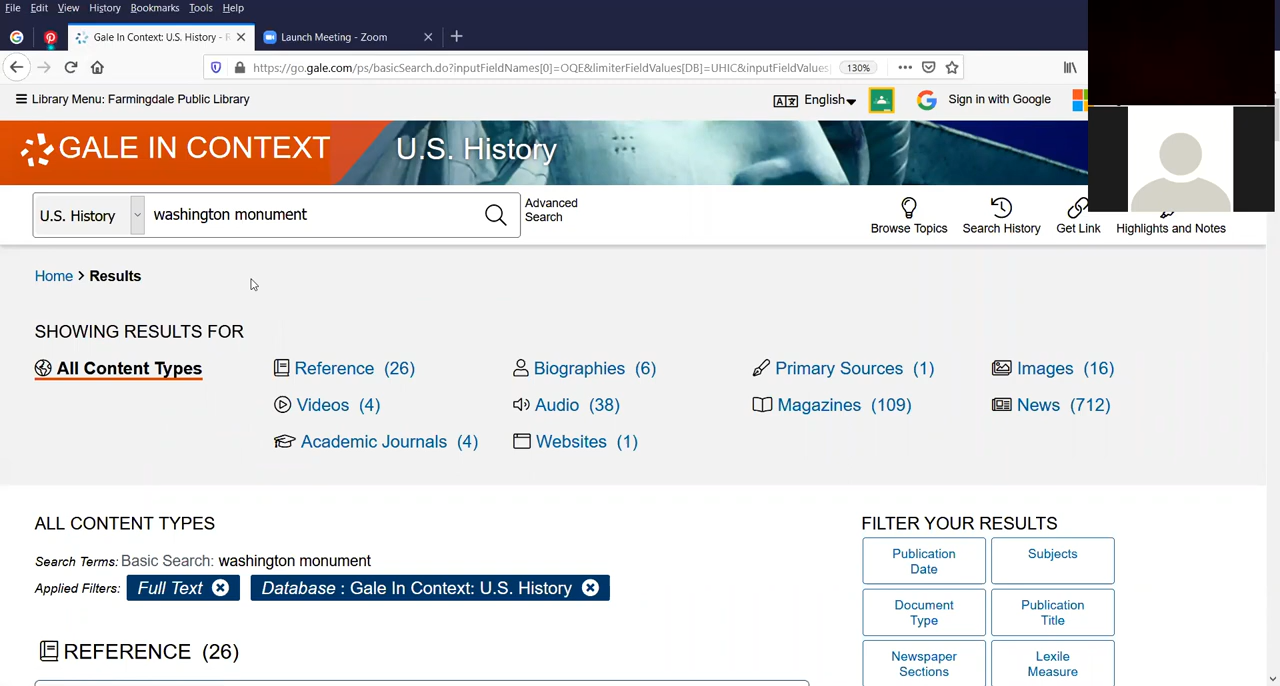 File Edit View History Bookmarks Tools Help
Gale In Context: U.S. History - R
Launch Meeting - Zoom
https://go.gale.com/ps/basicSearch.do?inputFieldNames[0]=OQE&limiterFieldValues[DB]=UHIC&inputFieldValues 130%
Library Menu: Farmingdale Public Library
English
Sign in with Google
GALE IN CONTEXT
U.S. History
U.S. History
washington monument
Advanced
Search
Browse Topics
Search History
Get Link
Highlights and Notes
Home > Results
SHOWING RESULTS FOR
All Content Types
Reference (26)
Biographies (6)
Primary Sources (1)
Images (16)
Videos (4)
Audio (38)
Magazines (109)
News (712)
Academic Journals (4)
Websites (1)
ALL CONTENT TYPES
Search Terms: Basic Search: washington monument
Applied Filters: Full Text Database : Gale In Context: U.S. History
REFERENCE (26)
FILTER YOUR RESULTS
Publication
Date
Subjects
Document
Type
Publication
Title
Newspaper
Sections
Lexile
Measure